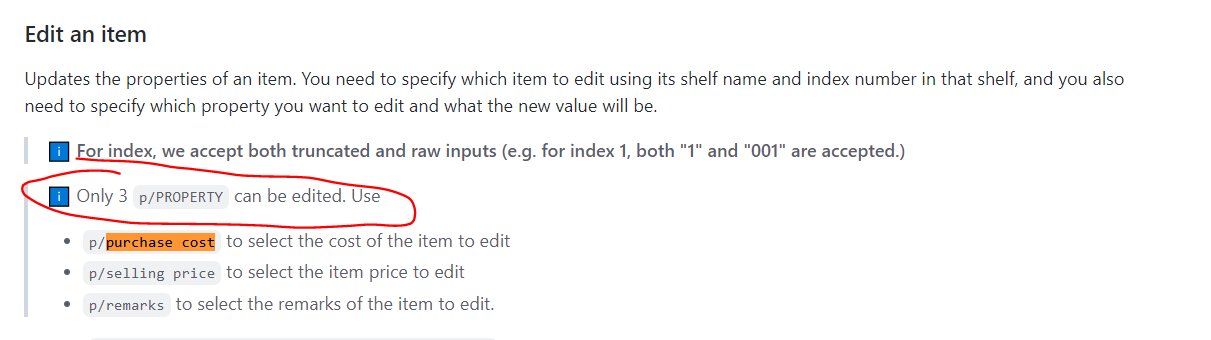 Edit an item
Updates the properties of an item. You need to specify which item to edit using its shelf name and index number in that shelf, and you also
need to specify which property you want to edit and what the new value will be.
i For index, we accept both truncated and raw inputs (e.g. for index 1, both "1" and "001" are accepted.)
i Only 3 p/PROPERTY can be edited. Use
• p/purchase cost to select the cost of the item to edit
• p/selling price to select the item price to edit
• p/remarks to select the remarks of the item to edit.